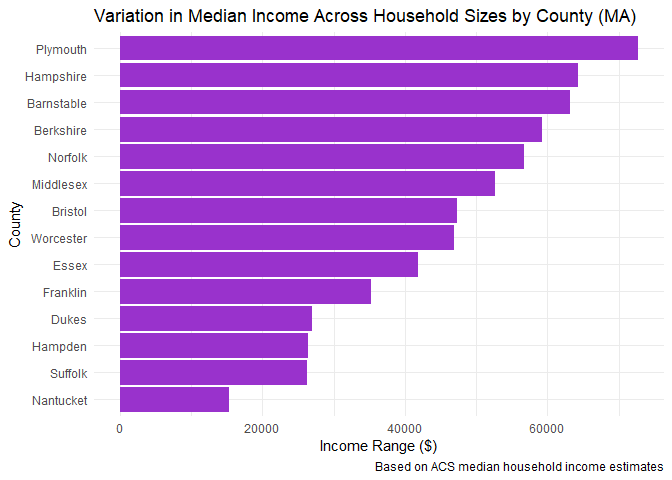 Variation in Median Income Across Household Sizes by County (MA)
County
Plymouth
Hampshire
Barnstable
Berkshire
Norfolk
Middlesex
Bristol
Worcester
Essex
Franklin
Dukes
Hampden
Suffolk
Nantucket
0 20000 40000 60000
Income Range ($)
Based on ACS median household income estimates